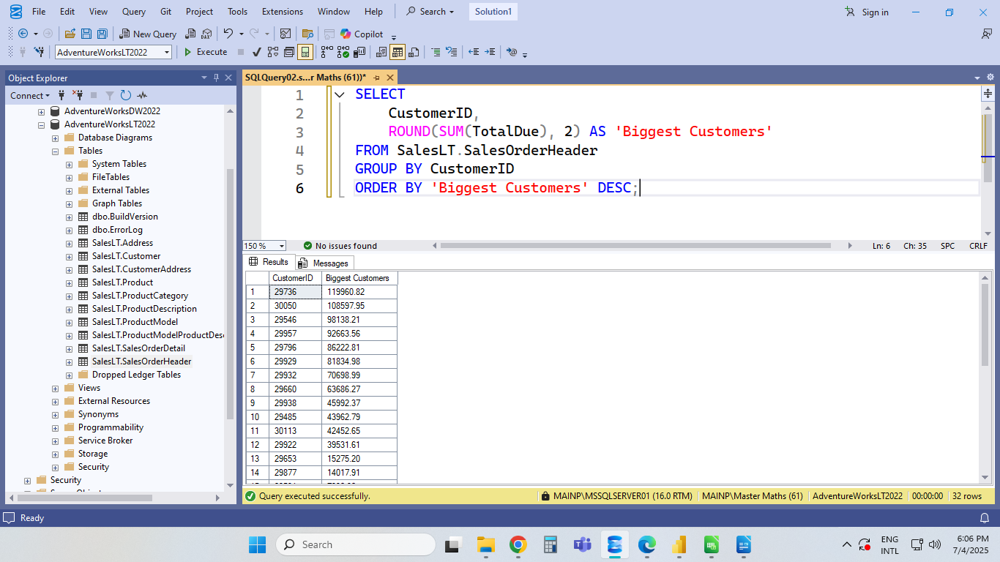 File Edit View Query Git Project Tools Extensions Window Help Search Solution1 Sign in
New Query DMX XMLA DAX Copilot
AdventureWorksLT2022 Execute
Object Explorer
Connect
AdventureWorksDW2022
AdventureWorksLT2022
Database Diagrams
Tables
System Tables
FileTables
External Tables
Graph Tables
dbo.BuildVersion
dbo.ErrorLog
SalesLT.Address
SalesLT.Customer
SalesLT.CustomerAddress
SalesLT.Product
SalesLT.ProductCategory
SalesLT.ProductDescription
SalesLT.ProductModel
SalesLT.ProductModelProductDesc
SalesLT.SalesOrderDetail
SalesLT.SalesOrderHeader
Dropped Ledger Tables
Views
External Resources
Synonyms
Programmability
Service Broker
Storage
Security
Security
SQLQuery02.s...r Maths (61))*
1 SELECT
2 CustomerID,
3 ROUND(SUM(TotalDue), 2) AS 'Biggest Customers'
4 FROM SalesLT.SalesOrderHeader
5 GROUP BY CustomerID
6 ORDER BY 'Biggest Customers' DESC;
150 % No issues found Ln: 6 Ch: 35 SPC CRLF
Results Messages
CustomerID Biggest Customers
1 29736 119960.82
2 30050 108597.95
3 29546 98138.21
4 29957 92663.56
5 29796 86222.81
6 29929 81834.98
7 29932 70698.99
8 29660 63686.27
9 29938 45992.37
10 29485 43962.79
11 30113 42452.65
12 29922 39531.61
13 29653 15275.20
14 29877 14017.91
Query executed successfully. MAINP\MSSQLSERVER01 (16.0 RTM) MAINP\Master Maths (61) AdventureWorksLT2022 00:00:00 32 rows
Ready
Search
ENG
INTL
6:06 PM
7/4/2025